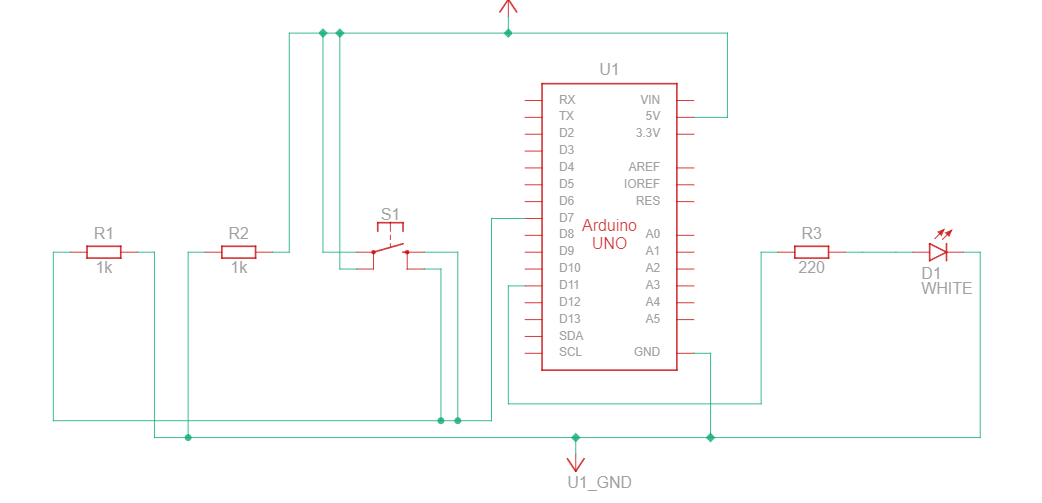 U1
RX
VIN
TX
5V
D2
3.3V
D3
D4
AREF
D5
IOREF
D6
RES
S1
D7
Arduino
UNO
R1
R2
D8
A0
R3
D9
A1
1k
1k
D10
A2
220
D1
WHITE
D11
A3
D12
A4
D13
A5
SDA
SCL
GND
U1_GND